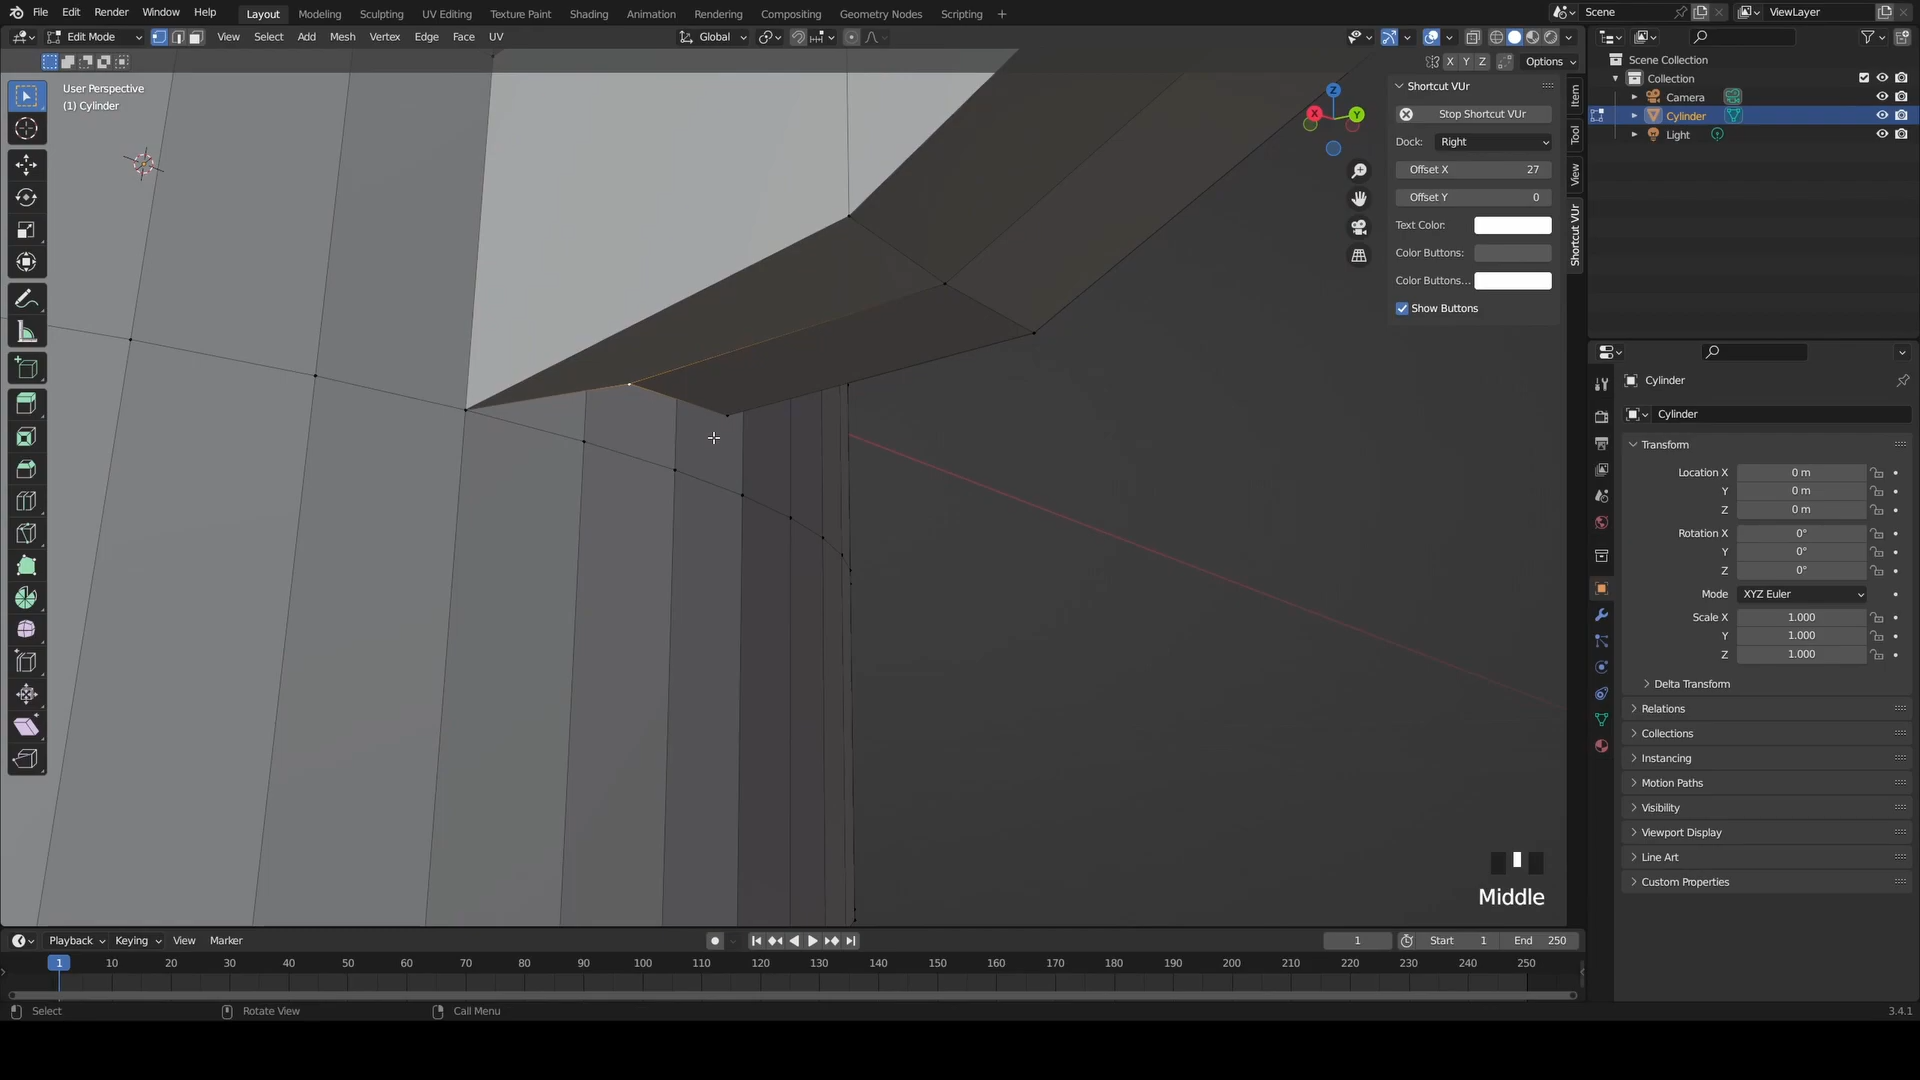 File Edit Render Window Help Layout Modeling Sculpting UV Editing Texture Paint Shading Animation Rendering Compositing Geometry Nodes Scripting + Scene ViewLayer
Edit Mode View Select Add Mesh Vertex Edge Face UV Global
X Y Z Options
User Perspective
(1) Cylinder
Shortcut VUr
Stop Shortcut VUr
Dock: Right
Offset X 27
Offset Y 0
Text Color:
Color Buttons:
Color Buttons...
Show Buttons
Item
Tool
View
Shortcut VUr
Z
X
Y
Scene Collection
Collection
Camera
Cylinder
Light
Cylinder
Cylinder
Transform
Location X 0 m
Y 0 m
Z 0 m
Rotation X 0°
Y 0°
Z 0°
Mode XYZ Euler
Scale X 1.000
Y 1.000
Z 1.000
Delta Transform
Relations
Collections
Instancing
Motion Paths
Visibility
Viewport Display
Line Art
Custom Properties
Middle
Playback Keying View Marker 1 Start 1 End 250
1 10 20 30 40 50 60 70 80 90 100 110 120 130 140 150 160 170 180 190 200 210 220 230 240 250
Select Rotate View Call Menu 3.4.1